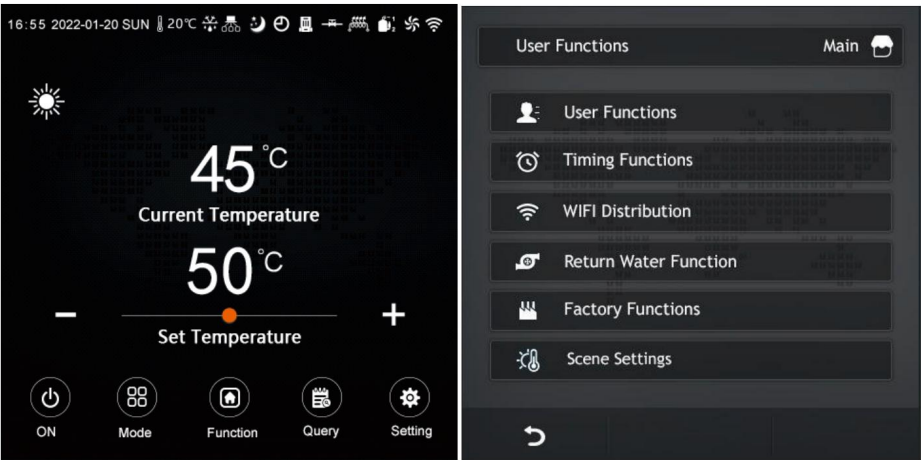 16:55 2022-01-20 SUN 20℃
45°C
Current Temperature
50°C
Set Temperature
ON Mode Function Query Setting
User Functions Main
User Functions
Timing Functions
WIFI Distribution
Return Water Function
Factory Functions
Scene Settings